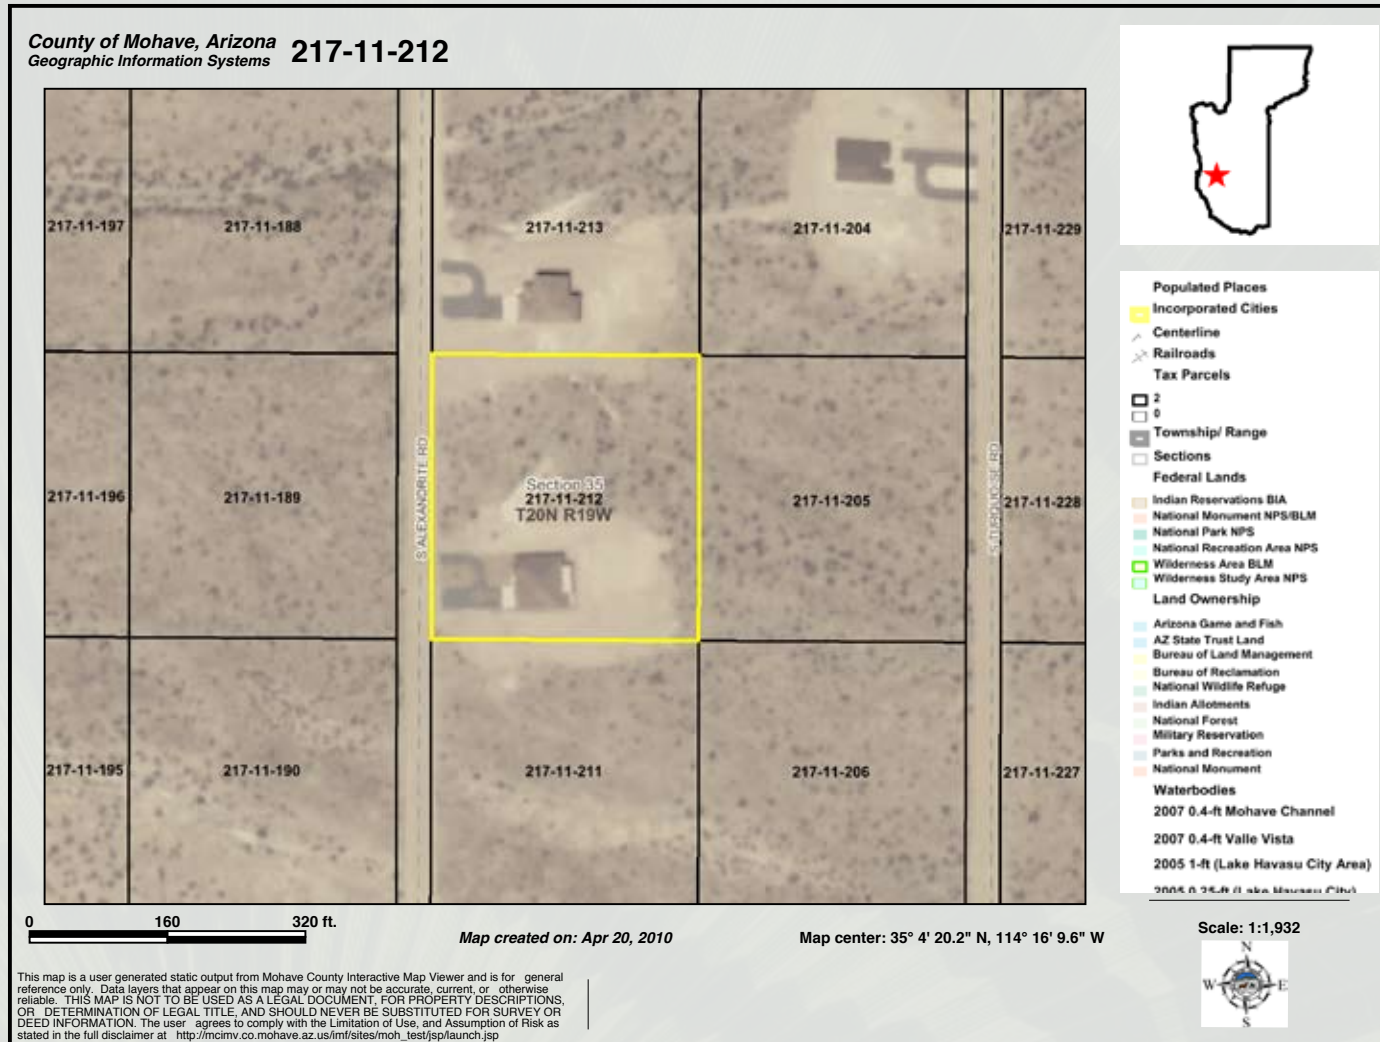 County of Mohave, Arizona
Geographic Information Systems
217-11-212
217-11-197
217-11-188
217-11-213
217-11-204
217-11-229
217-11-196
217-11-189
S ALEXANDRITE RD
Section 35
217-11-212
T20N R19W
217-11-205
S TURQUOISE RD
217-11-228
217-11-195
217-11-190
217-11-211
217-11-206
217-11-227
Populated Places
Incorporated Cities
Centerline
Railroads
Tax Parcels
2
0
Township/ Range
Sections
Federal Lands
Indian Reservations BIA
National Monument NPS/BLM
National Park NPS
National Recreation Area NPS
Wilderness Area BLM
Wilderness Study Area NPS
Land Ownership
Arizona Game and Fish
AZ State Trust Land
Bureau of Land Management
Bureau of Reclamation
National Wildlife Refuge
Indian Allotments
National Forest
Military Reservation
Parks and Recreation
National Monument
Waterbodies
2007 0.4-ft Mohave Channel
2007 0.4-ft Valle Vista
2005 1-ft (Lake Havasu City Area)
2005 0.25-ft (Lake Havasu City)
0 160 320 ft.
Map created on: Apr 20, 2010
Map center: 35° 4' 20.2" N, 114° 16' 9.6" W
Scale: 1:1,932
N
W E
S
This map is a user generated static output from Mohave County Interactive Map Viewer and is for general
reference only. Data layers that appear on this map may or may not be accurate, current, or otherwise
reliable. THIS MAP IS NOT TO BE USED AS A LEGAL DOCUMENT, FOR PROPERTY DESCRIPTIONS,
OR DETERMINATION OF LEGAL TITLE, AND SHOULD NEVER BE SUBSTITUTED FOR SURVEY OR
DEED INFORMATION. The user agrees to comply with the Limitation of Use, and Assumption of Risk as
stated in the full disclaimer at http://mcimv.co.mohave.az.us/imf/sites/moh_test/jsp/launch.jsp